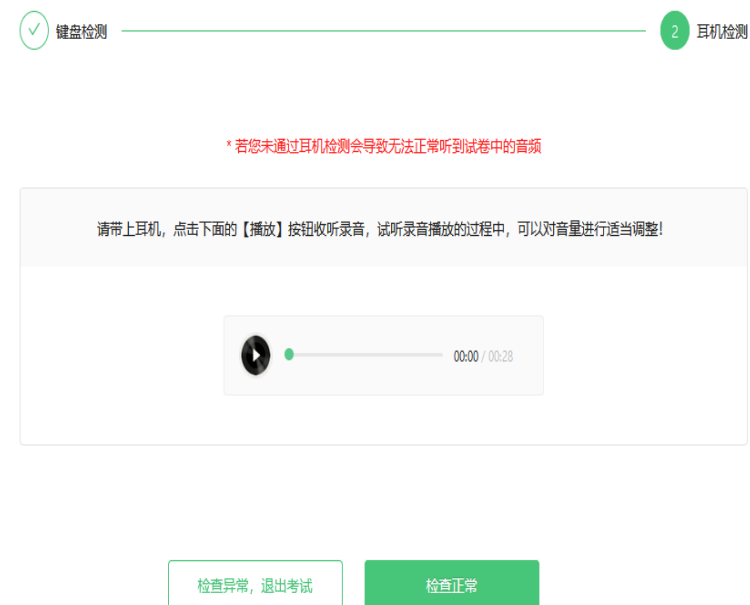 键盘检测
2 耳机检测
* 若您未通过耳机检测会导致无法正常听到试卷中的音频
请带上耳机，点击下面的【播放】按钮收听录音，试听录音播放的过程中，可以对音量进行适当调整！
00:00 / 00:28
检查异常，退出考试
检查正常